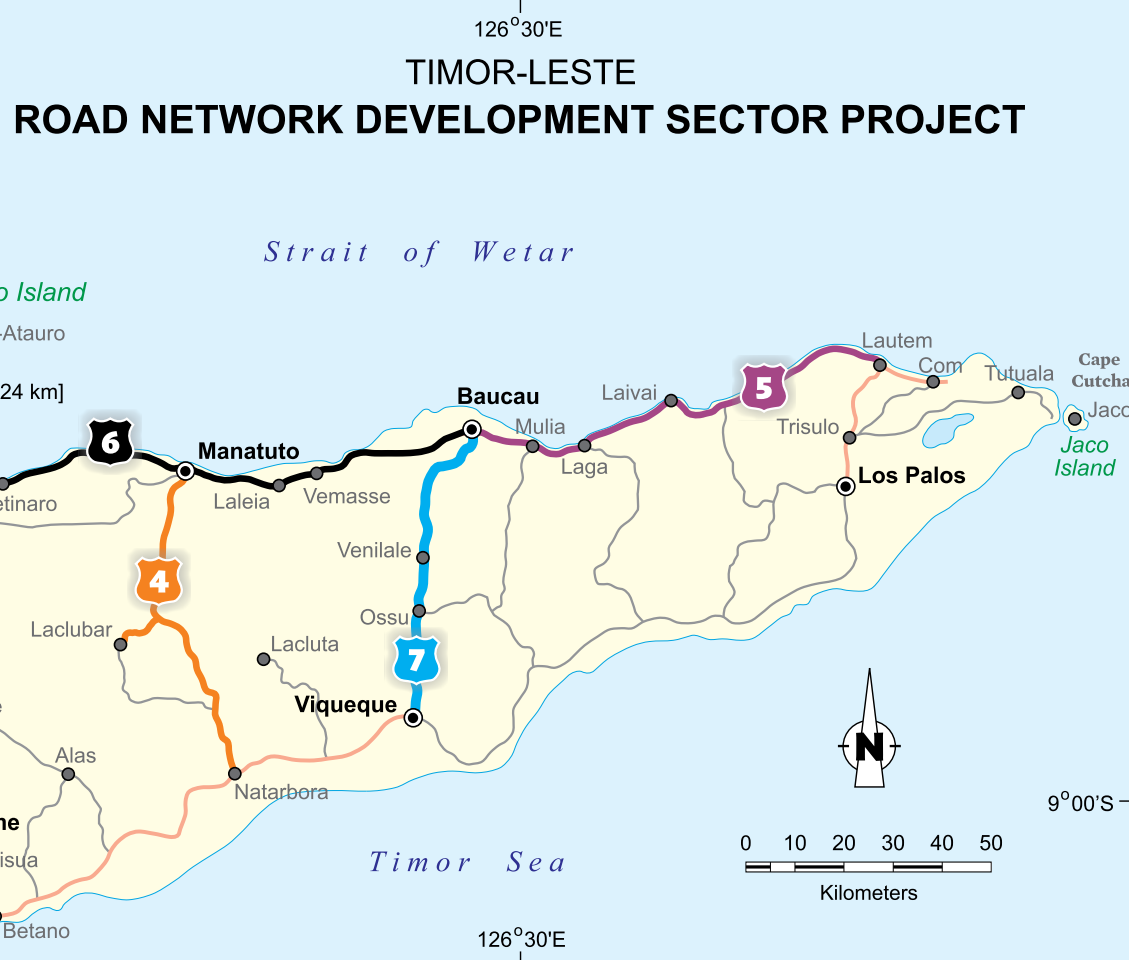 126°30'E
TIMOR-LESTE
ROAD NETWORK DEVELOPMENT SECTOR PROJECT
Strait of Wetar
o Island
-Atauro
24 km]
Lautem
Com
Tutuala
Cape
Cutcha
Jaco
Jaco
Island
Baucau
Laivai
5
Mulia
Laga
Trisulo
Los Palos
6
Manatuto
etinaro
Laleia
Vemasse
Venilale
4
Ossu
Laclubar
Lacluta
7
Viqueque
e
Alas
Natarbora
N
9°00'S
ne
isua
Timor Sea
0 10 20 30 40 50
Kilometers
Betano
126°30'E